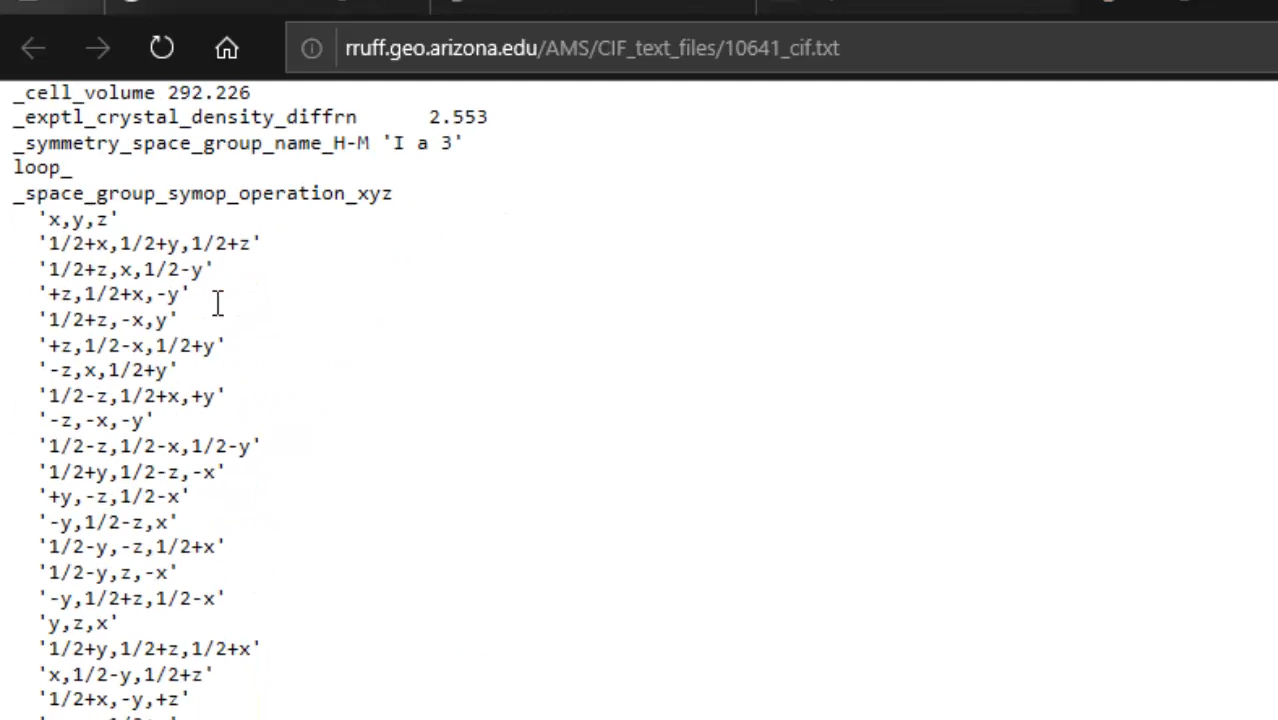 rruff.geo.arizona.edu/AMS/CIF_text_files/10641_cif.txt
_cell_volume 292.226
_exptl_crystal_density_diffrn      2.553
_symmetry_space_group_name_H-M 'I a 3'
loop_
_space_group_symop_operation_xyz
  'x,y,z'
  '1/2+x,1/2+y,1/2+z'
  '1/2+z,x,1/2-y'
  '+z,1/2+x,-y'
  '1/2+z,-x,y'
  '+z,1/2-x,1/2+y'
  '-z,x,1/2+y'
  '1/2-z,1/2+x,+y'
  '-z,-x,-y'
  '1/2-z,1/2-x,1/2-y'
  '1/2+y,1/2-z,-x'
  '+y,-z,1/2-x'
  '-y,1/2-z,x'
  '1/2-y,-z,1/2+x'
  '1/2-y,z,-x'
  '-y,1/2+z,1/2-x'
  'y,z,x'
  '1/2+y,1/2+z,1/2+x'
  'x,1/2-y,1/2+z'
  '1/2+x,-y,+z'